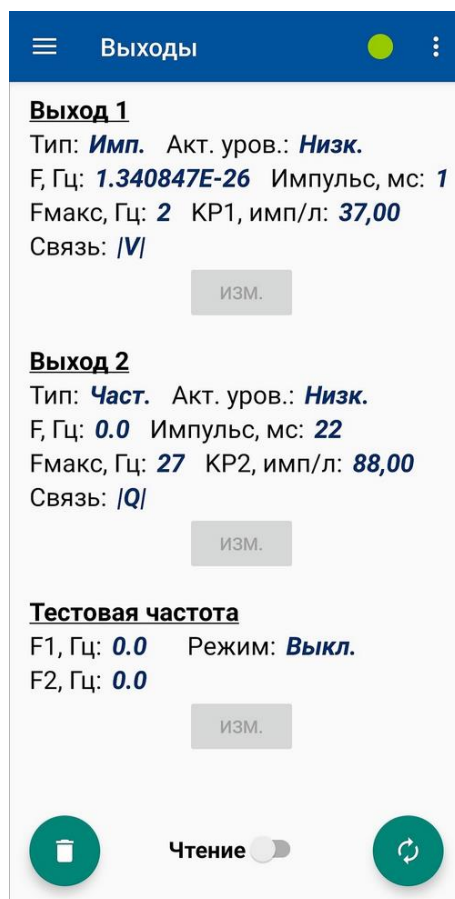 Выходы
Выход 1
Тип: Имп. Акт. уров.: Низк.
F, Гц: 1.340847E-26 Импульс, мс: 1
Fмакс, Гц: 2 KP1, имп/л: 37,00
Связь: |V|
изм.
Выход 2
Тип: Част. Акт. уров.: Низк.
F, Гц: 0.0 Импульс, мс: 22
Fмакс, Гц: 27 KP2, имп/л: 88,00
Связь: |Q|
изм.
Тестовая частота
F1, Гц: 0.0 Режим: Выкл.
F2, Гц: 0.0
изм.
Чтение